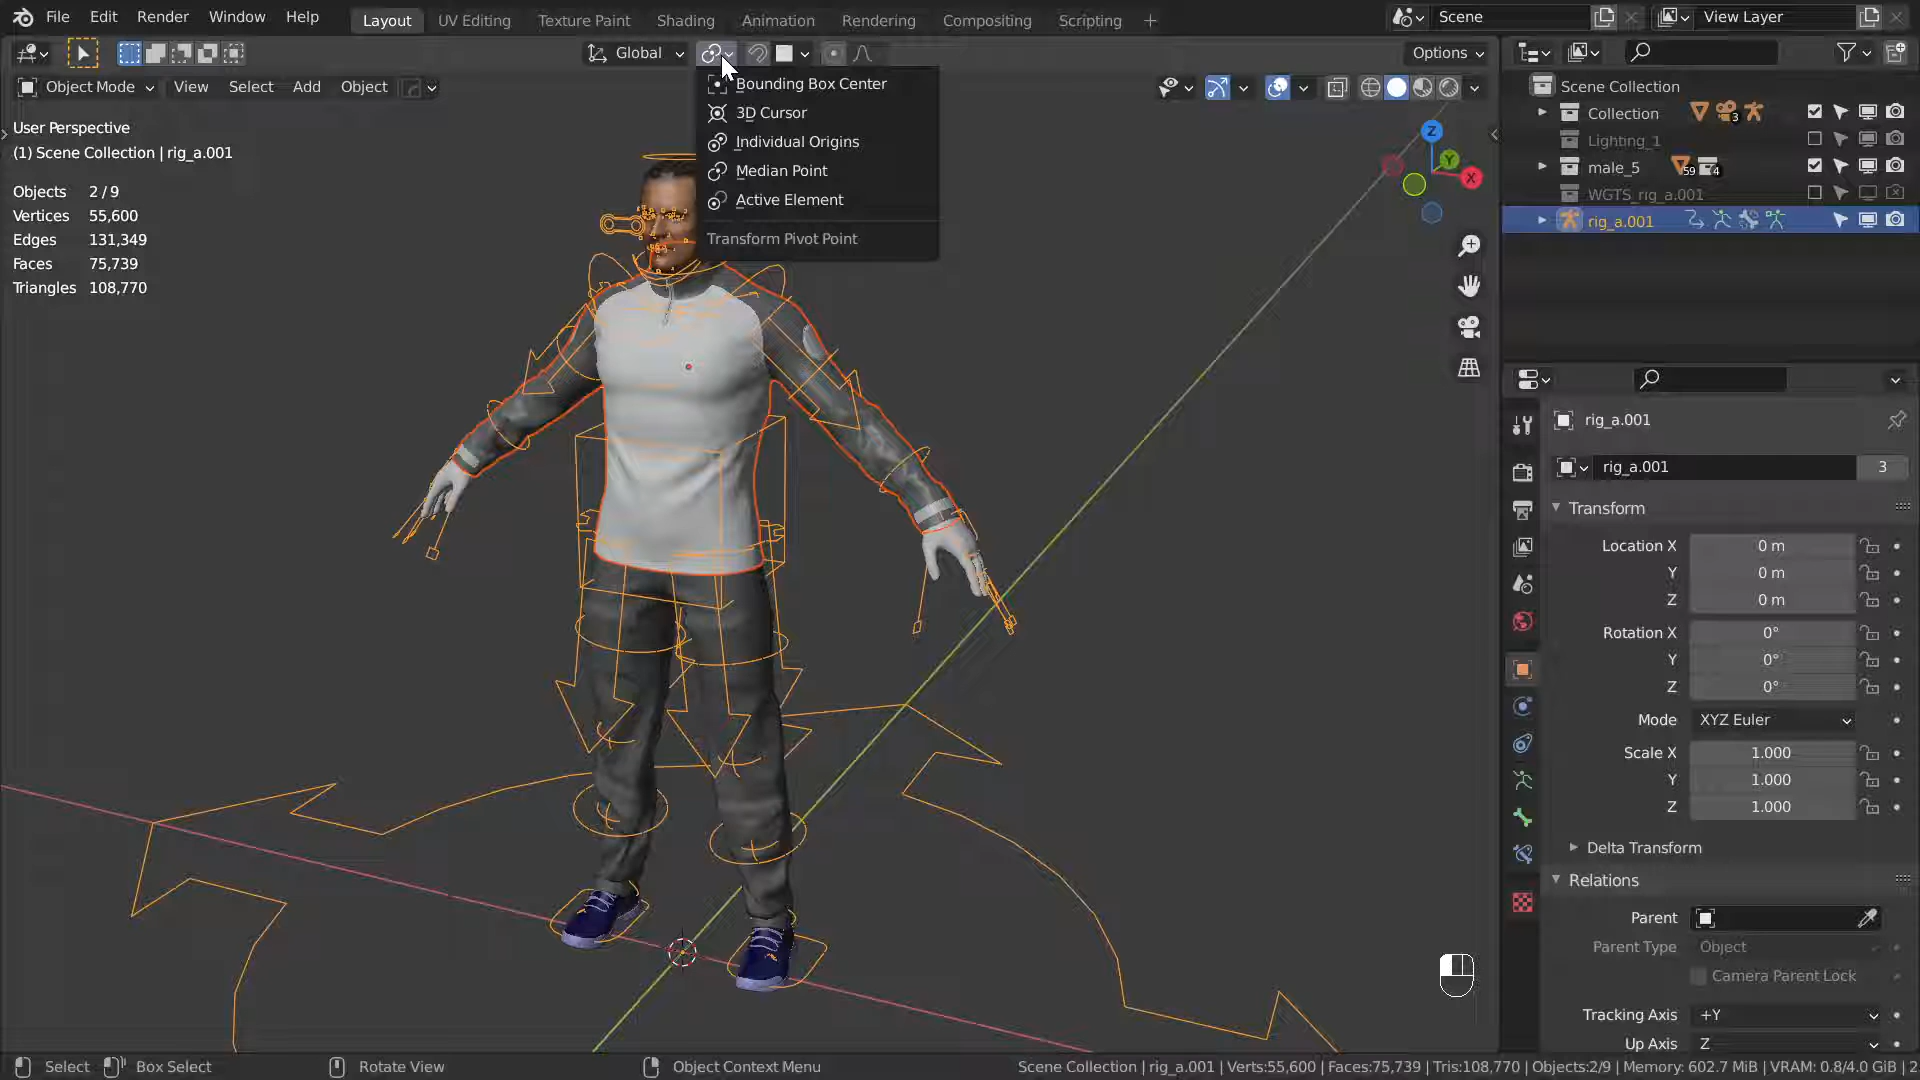 File Edit Render Window Help
Layout UV Editing Texture Paint Shading Animation Rendering Compositing Scripting
Scene
View Layer
Global
Options
Object Mode View Select Add Object
User Perspective
(1) Scene Collection | rig_a.001
Objects 2/9
Vertices 55,600
Edges 131,349
Faces 75,739
Triangles 108,770
Bounding Box Center
3D Cursor
Individual Origins
Median Point
Active Element
Transform Pivot Point
Z
Y
X
Scene Collection
Collection 3
Lighting_1
male_5 59 4
WGTS_rig_a.001
rig_a.001
rig_a.001
rig_a.001 3
Transform
Location X 0 m
Y 0 m
Z 0 m
Rotation X 0°
Y 0°
Z 0°
Mode XYZ Euler
Scale X 1.000
Y 1.000
Z 1.000
Delta Transform
Relations
Parent
Parent Type Object
Camera Parent Lock
Tracking Axis +Y
Up Axis Z
Select Box Select Rotate View Object Context Menu
Scene Collection | rig_a.001 | Verts:55,600 | Faces:75,739 | Tris:108,770 | Objects:2/9 | Memory: 602.7 MiB | VRAM: 0.8/4.0 GiB | 2